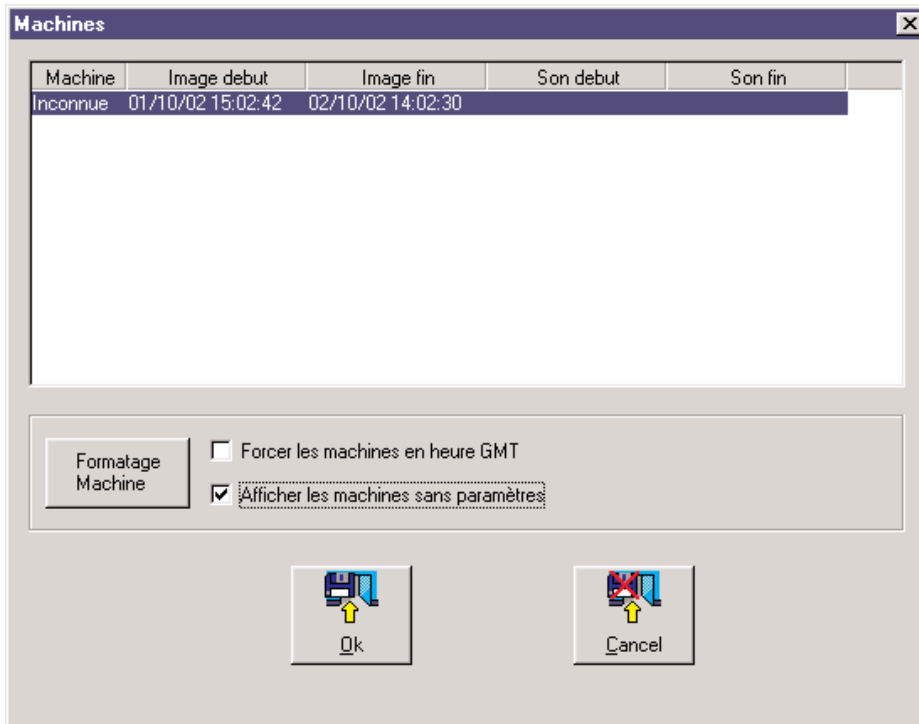 Machines
Machine Image debut Image fin Son debut Son fin
Inconnue 01/10/02 15:02:42 02/10/02 14:02:30
Formatage
Machine
Forcer les machines en heure GMT
Afficher les machines sans paramètres
Ok
Cancel